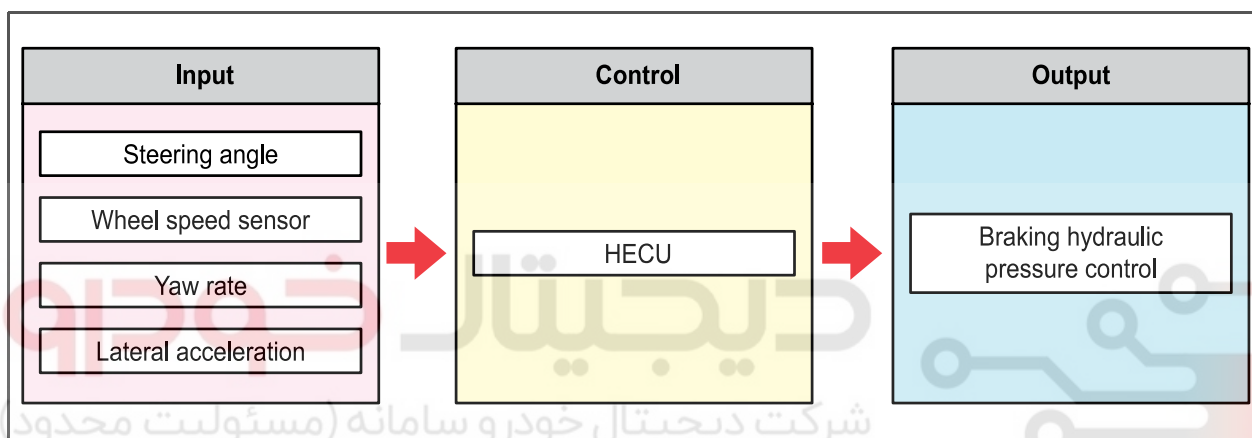 Input
Steering angle
Wheel speed sensor
Yaw rate
Lateral acceleration
Control
HECU
Output
Braking hydraulic
pressure control
دیجیتال خودرو
شرکت دیجیتال خودرو سامانه (مسئولیت محدود)